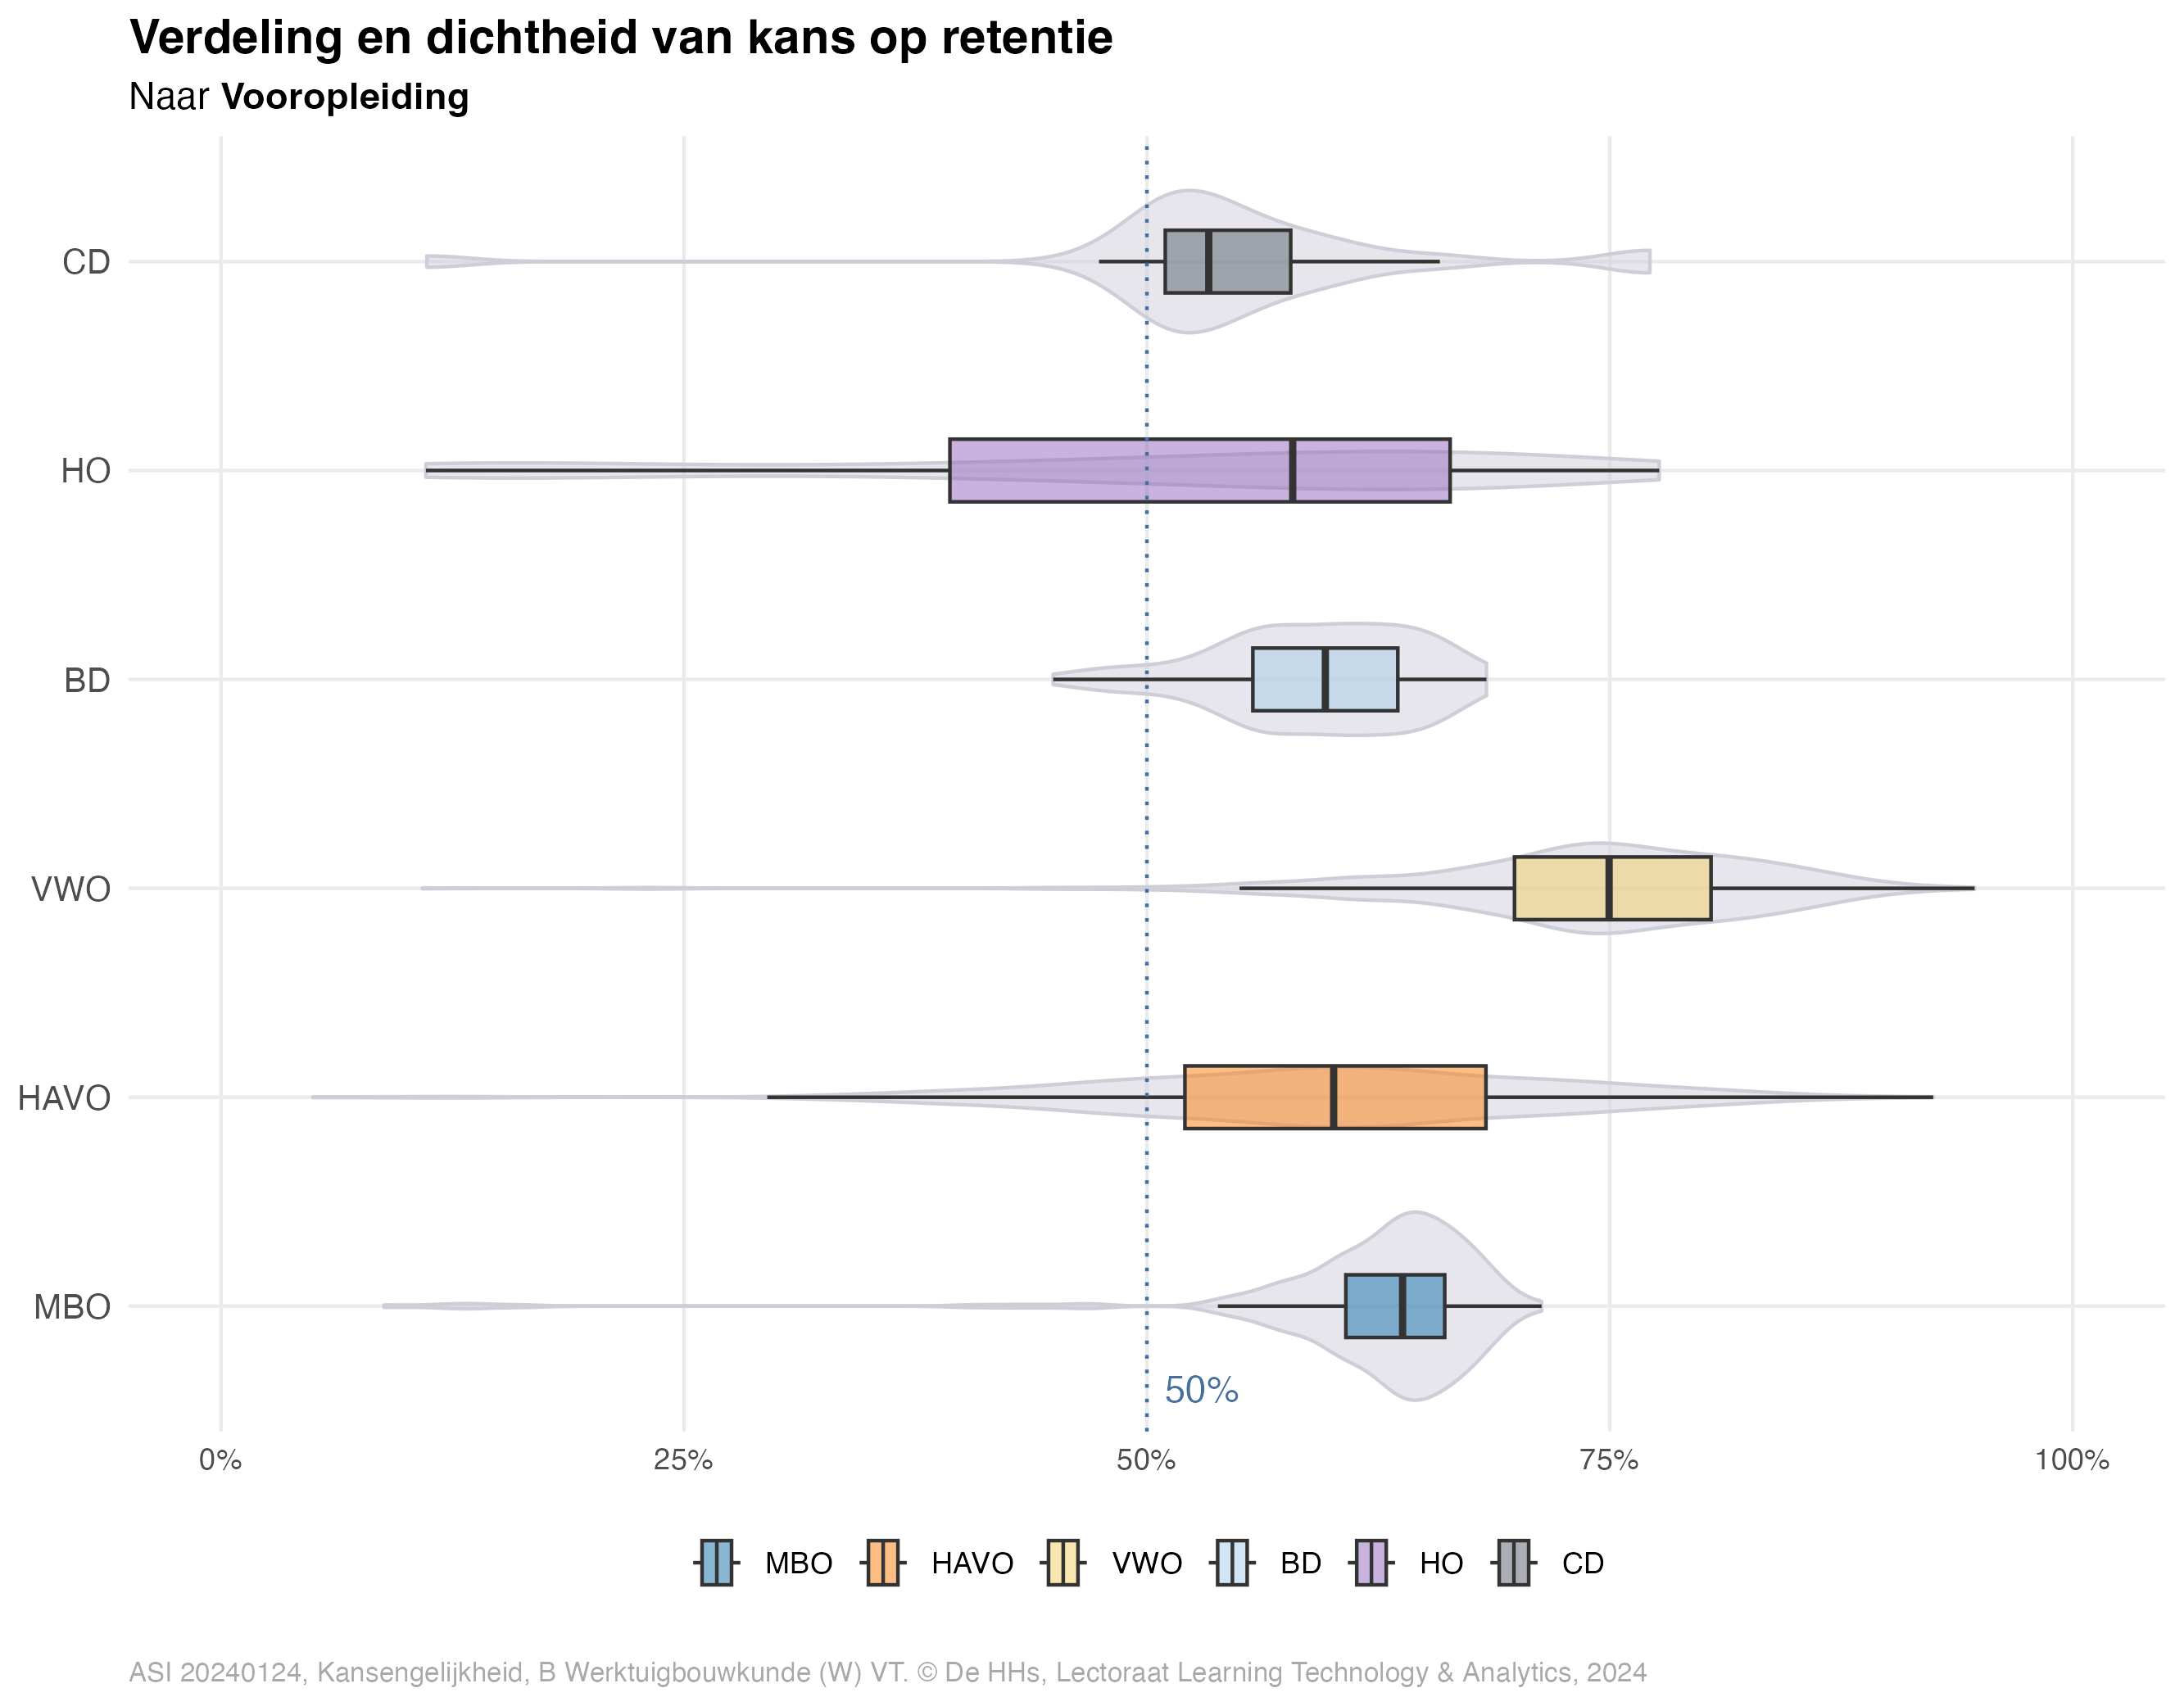 Verdeling en dichtheid van kans op retentie
Naar Vooropleiding
CD
HO
BD
VWO
HAVO
MBO
50%
0% 25% 50% 75% 100%
MBO HAVO VWO BD HO CD
ASI 20240124, Kansengelijkheid, B Werktuigbouwkunde (W) VT. © De HHs, Lectoraat Learning Technology & Analytics, 2024